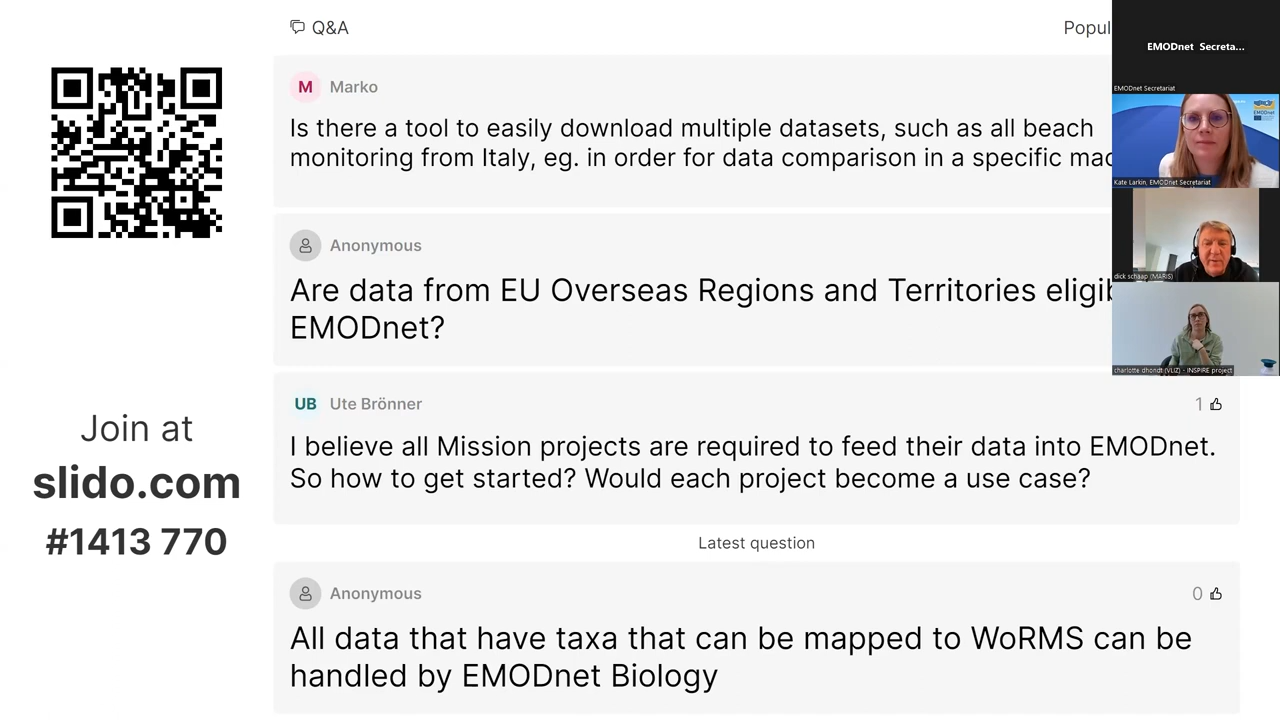 Q&A
Popul
M Marko
Is there a tool to easily download multiple datasets, such as all beach
monitoring from Italy, eg. in order for data comparison in a specific mac
Anonymous
Are data from EU Overseas Regions and Territories eligib
EMODnet?
UB Ute Brönner
1
I believe all Mission projects are required to feed their data into EMODnet.
So how to get started? Would each project become a use case?
Latest question
Anonymous
0
All data that have taxa that can be mapped to WoRMS can be
handled by EMODnet Biology
Join at
slido.com
#1413 770
EMODnet Secreta...
EMODnet Secretariat
EMODnet
Kate Larkin, EMODnet Secretariat
dick schaap (MARIS)
charlotte dhondt (VLIZ) - INSPIRE project